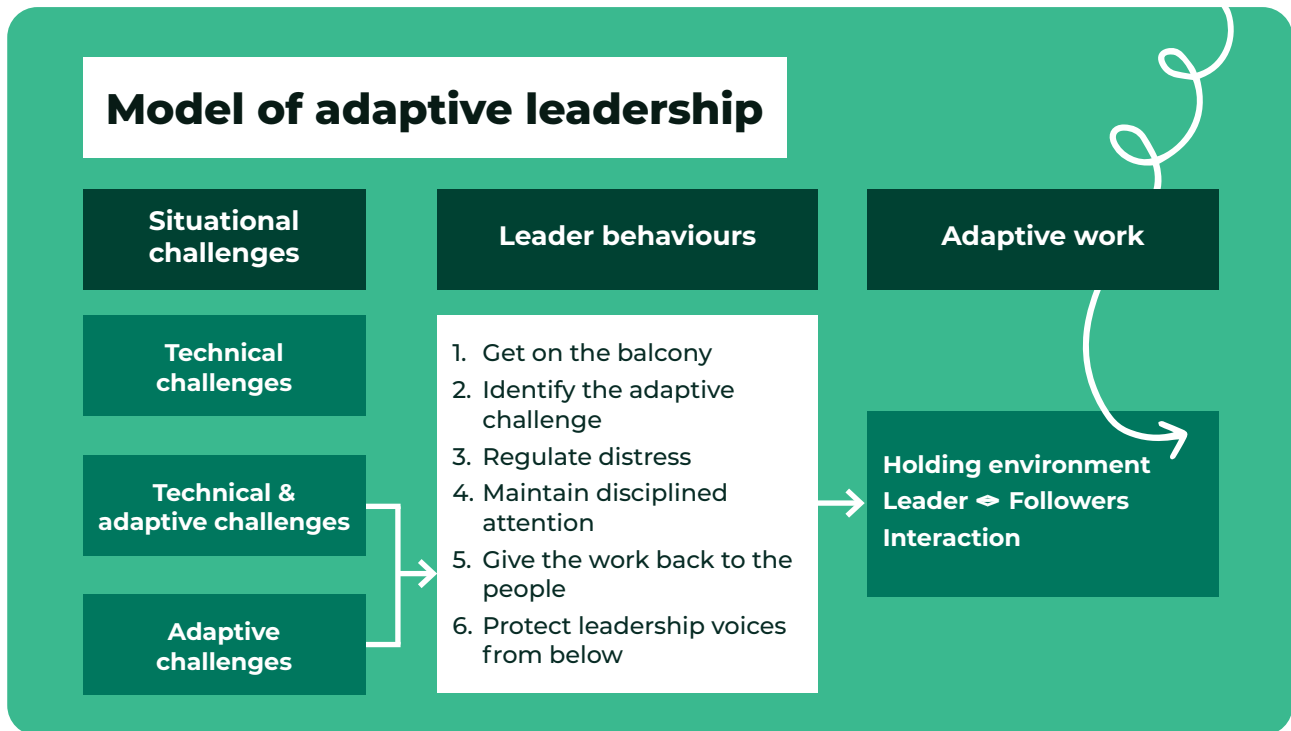 Model of adaptive leadership
Situational
challenges
Leader behaviours
Adaptive work
Technical
challenges
Technical &
adaptive challenges
Adaptive
challenges
1. Get on the balcony
2. Identify the adaptive
challenge
3. Regulate distress
4. Maintain disciplined
attention
5. Give the work back to the
people
6. Protect leadership voices
from below
Holding environment
Leader <=> Followers
Interaction